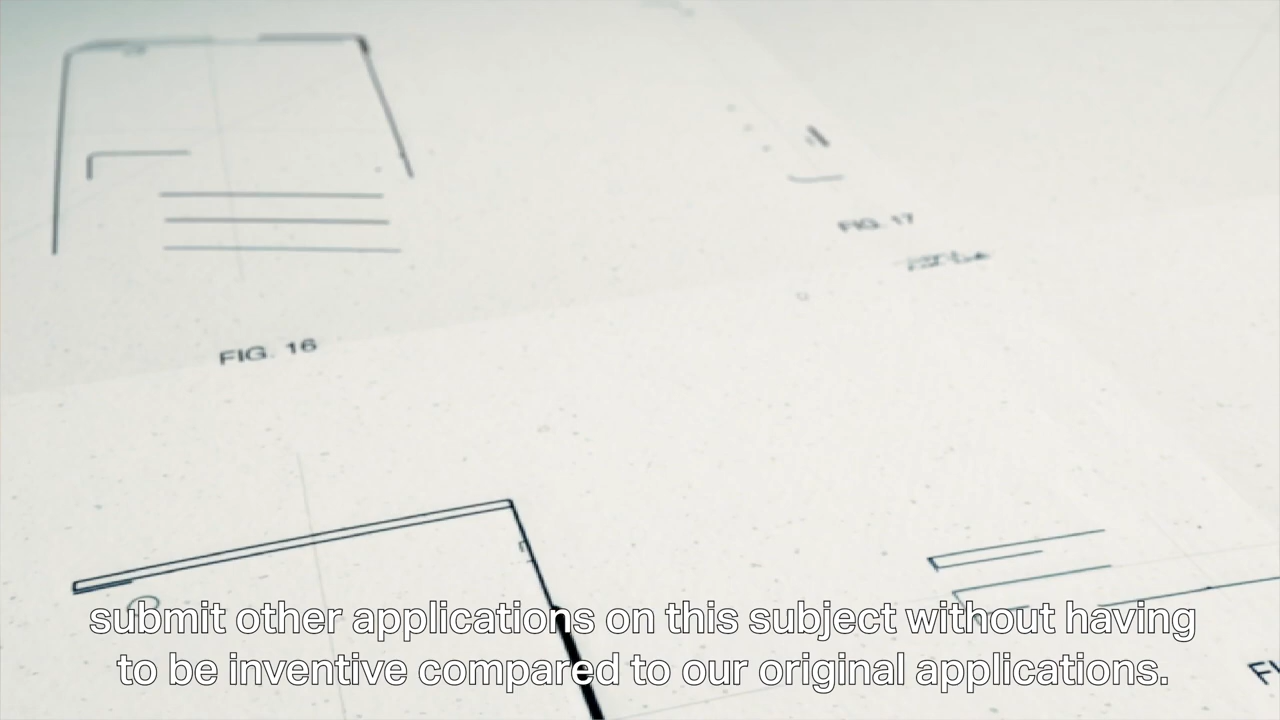 FIG. 17
FIG. 16
submit other applications on this subject without having
to be inventive compared to our original applications.